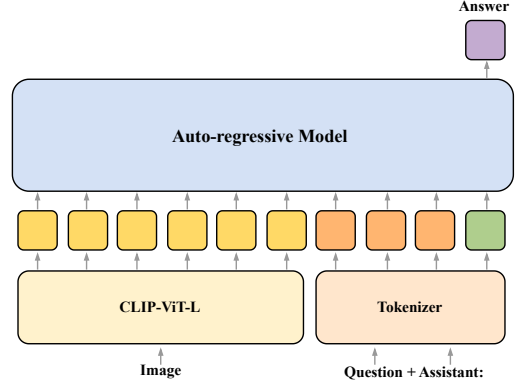 Answer
Auto-regressive Model
CLIP-ViT-L
Tokenizer
Image
Question + Assistant: